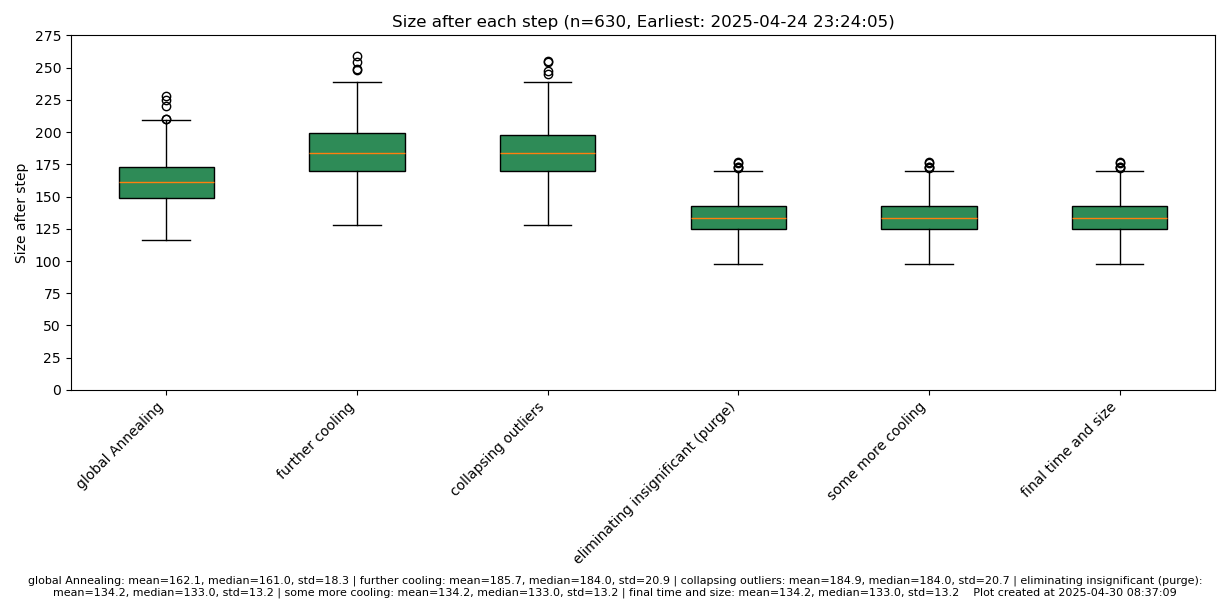 Size after each step (n=630, Earliest: 2025-04-24 23:24:05)
275
250
225
200
175
150
125
100
75
50
25
0
Size after step
global Annealing
further cooling
collapsing outliers
eliminating insignificant (purge)
some more cooling
final time and size
global Annealing: mean=162.1, median=161.0, std=18.3 | further cooling: mean=185.7, median=184.0, std=20.9 | collapsing outliers: mean=184.9, median=184.0, std=20.7 | eliminating insignificant (purge):
mean=134.2, median=133.0, std=13.2 | some more cooling: mean=134.2, median=133.0, std=13.2 | final time and size: mean=134.2, median=133.0, std=13.2    Plot created at 2025-04-30 08:37:09